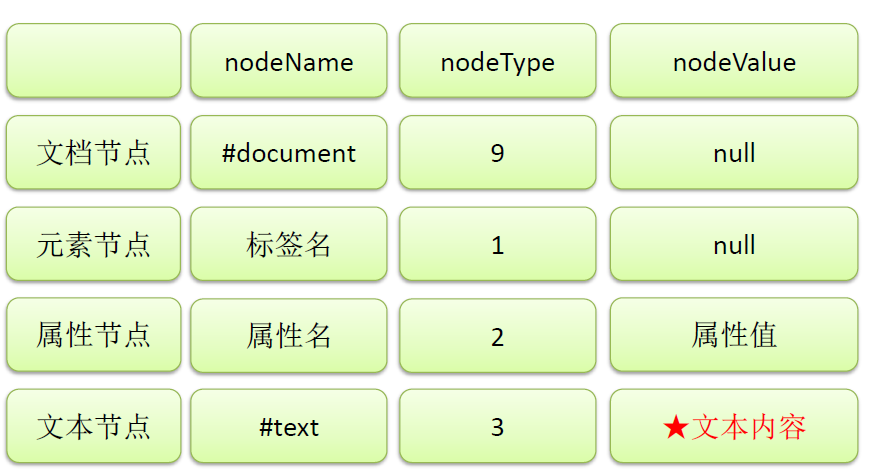 nodeName nodeType nodeValue
文档节点 #document 9 null
元素节点 标签名 1 null
属性节点 属性名 2 属性值
文本节点 #text 3 ★文本内容